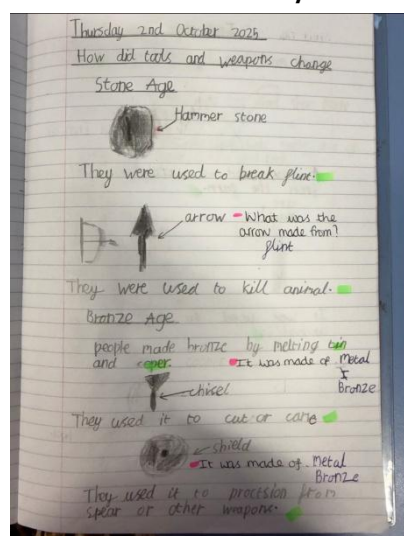 Thursday 2nd October 2025
How did tools and weapons change
Stone Age
Hammer stone
They were used to break flint.
arrow
What was the
arrow made from?
flint
They were used to kill animal.
Bronze Age
people made bronze by melting tin
and coper.
It was made of Metal
Bronze
chisel
They used it to cut or carve
shield
It was made of Metal
Bronze
They used it to procision from
spear or other weapons.